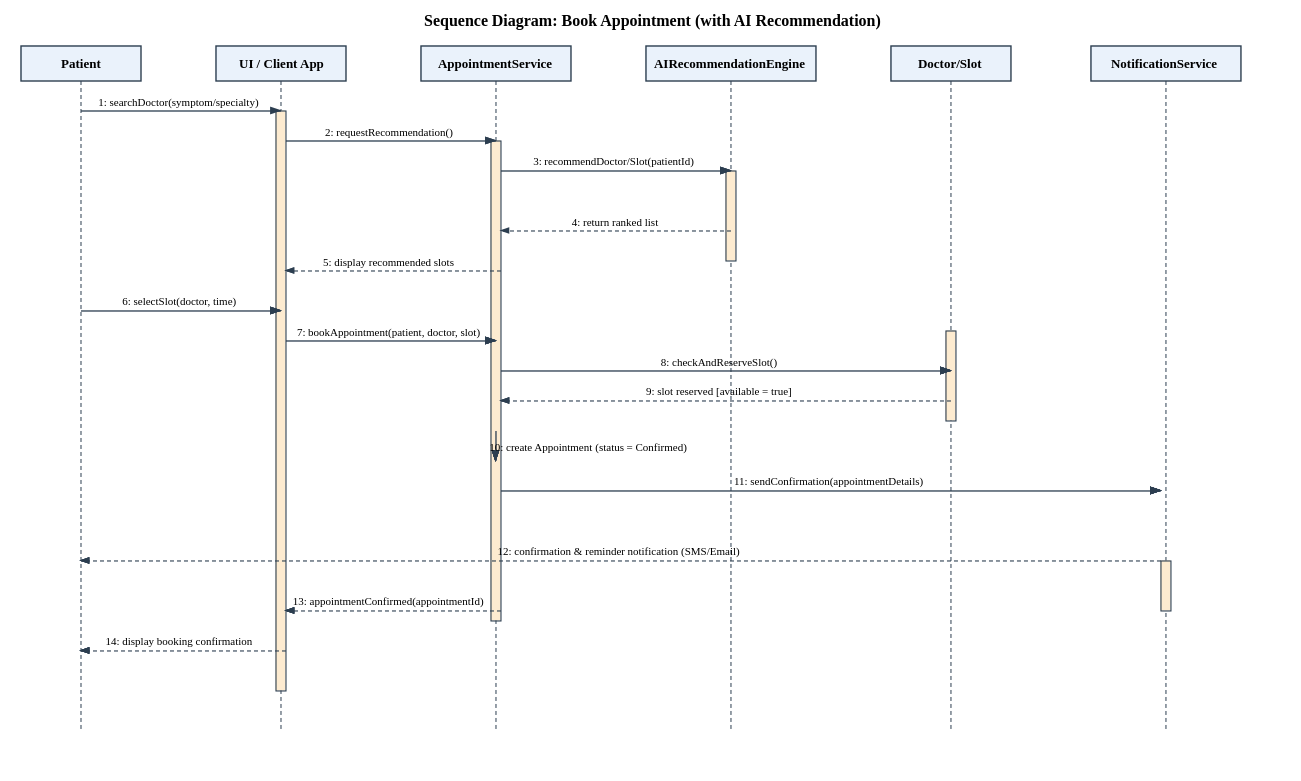 Sequence Diagram: Book Appointment (with AI Recommendation)
Patient
UI / Client App
AppointmentService
AIRecommendationEngine
Doctor/Slot
NotificationService
1: searchDoctor(symptom/specialty)
2: requestRecommendation()
3: recommendDoctor/Slot(patientId)
4: return ranked list
5: display recommended slots
6: selectSlot(doctor, time)
7: bookAppointment(patient, doctor, slot)
8: checkAndReserveSlot()
9: slot reserved [available = true]
10: create Appointment (status = Confirmed)
11: sendConfirmation(appointmentDetails)
12: confirmation & reminder notification (SMS/Email)
13: appointmentConfirmed(appointmentId)
14: display booking confirmation